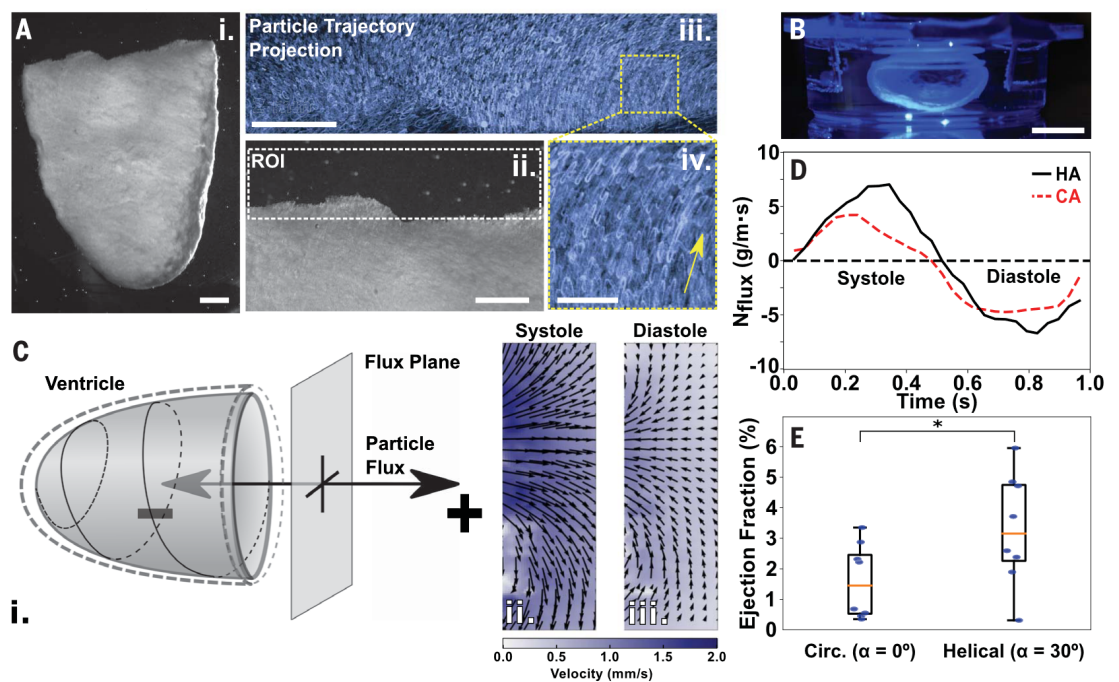 A
i.
Particle Trajectory
Projection
iii.
ROI
ii.
iv.
B
D
Nflux (g/m·s)
10
5
0
-5
-10
HA
CA
Systole
Diastole
0.0
0.2
0.4
0.6
0.8
1.0
Time (s)
C
Ventricle
Flux Plane
Particle
Flux
−
+
i.
Systole
Diastole
ii.
iii.
0.0
0.5
1.0
1.5
2.0
Velocity (mm/s)
E
*
Ejection Fraction (%)
6
5
4
3
2
1
0
Circ. (α = 0º)
Helical (α = 30º)